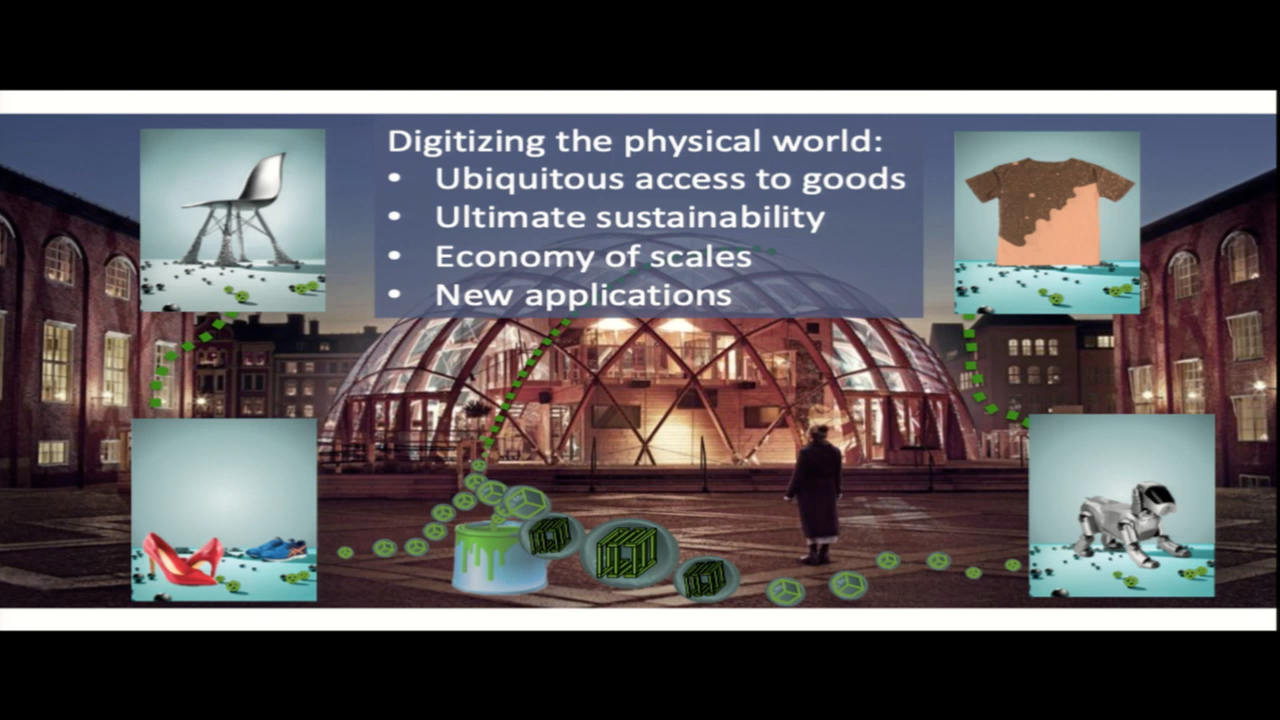 Digitizing the physical world:
• Ubiquitous access to goods
• Ultimate sustainability
• Economy of scales
• New applications